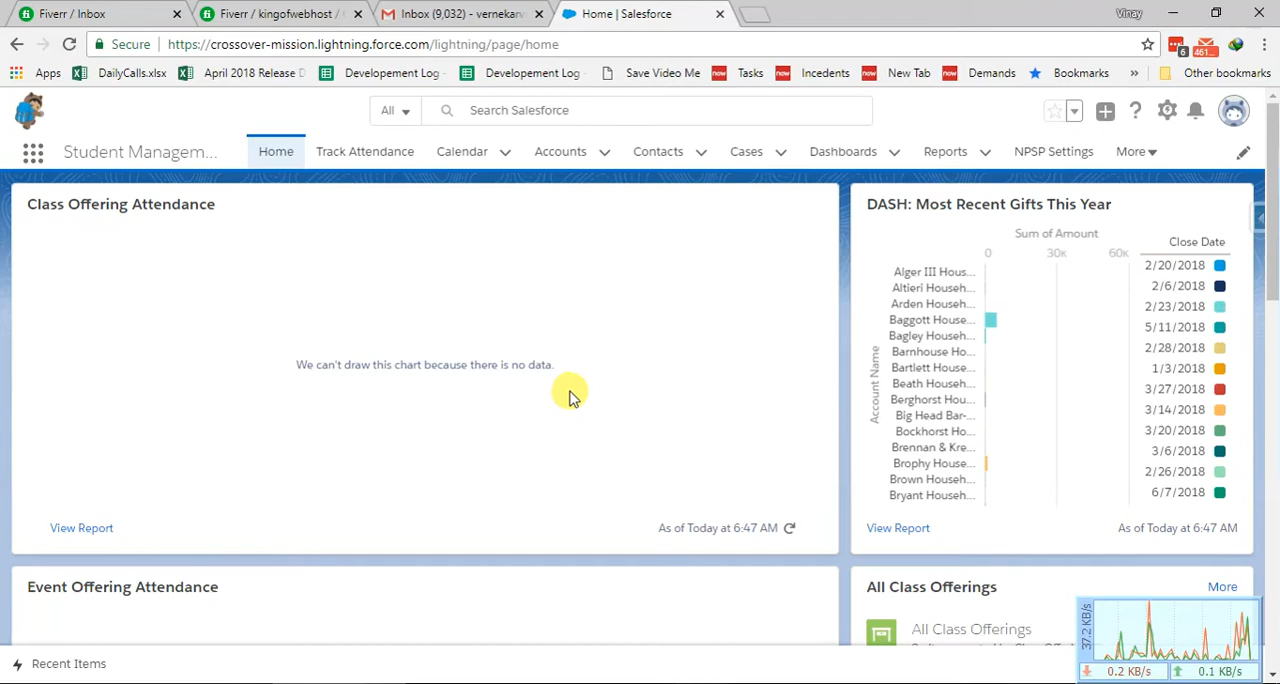 Fiverr / Inbox
Fiverr / kingofwebhost /
Inbox (9,032) - vernekarv
Home | Salesforce
Vinay
Secure
https://crossover-mission.lightning.force.com/lightning/page/home
6
461...
Apps
DailyCalls.xlsx
April 2018 Release D
Developement Log -
Developement Log -
Save Video Me
now
Tasks
now
Incedents
now
New Tab
now
Demands
Bookmarks
»
Other bookmarks
All
Search Salesforce
Student Managem...
Home
Track Attendance
Calendar
Accounts
Contacts
Cases
Dashboards
Reports
NPSP Settings
More
Class Offering Attendance
We can't draw this chart because there is no data.
View Report
As of Today at 6:47 AM
DASH: Most Recent Gifts This Year
Sum of Amount
0
30K
60K
Close Date
Account Name
Alger III Hous...
Altieri Househ...
Arden Househ...
Baggott House...
Bagley Househ...
Barnhouse Ho...
Bartlett House...
Beath Househ...
Berghorst Hou...
Big Head Bar-...
Bockhorst Ho...
Brennan & Kre...
Brophy House...
Brown Househ...
Bryant Househ...
2/20/2018
2/6/2018
2/23/2018
5/11/2018
2/28/2018
1/3/2018
3/27/2018
3/14/2018
3/20/2018
3/6/2018
2/26/2018
6/7/2018
View Report
As of Today at 6:47 AM
Event Offering Attendance
All Class Offerings
More
All Class Offerings
37.2 KB/s
0.2 KB/s
0.1 KB/s
Recent Items